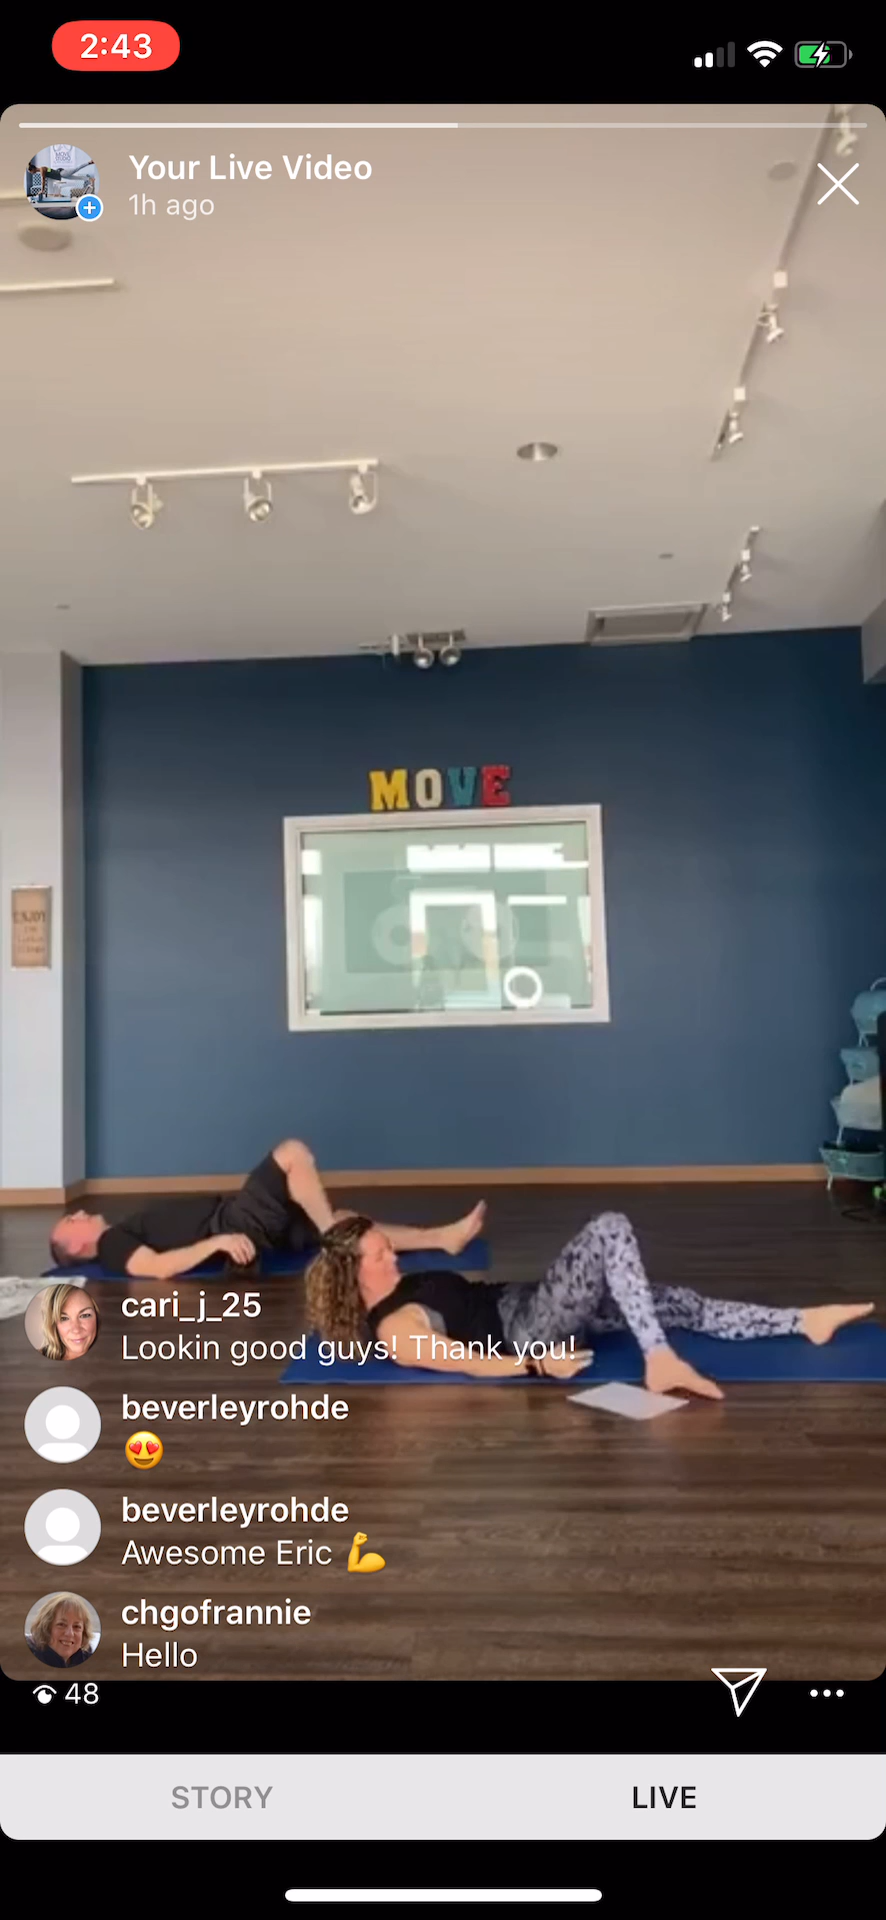 2:43
Your Live Video
1h ago
MOVE
ENJOY
cari_j_25
Lookin good guys! Thank you!
beverleyrohde
😍
beverleyrohde
Awesome Eric 💪
chgofrannie
Hello
48
STORY
LIVE